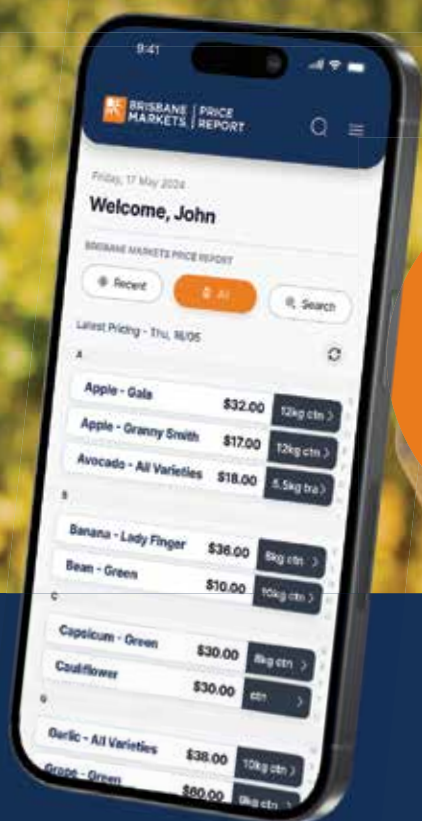 9:41
BRISBANE | PRICE
MARKETS | REPORT
Friday, 17 May 2024
Welcome, John
BRISBANE MARKETS PRICE REPORT
Recent All Search
Latest Pricing - Thu, 16/05
A
Apple - Gala $32.00 12kg ctn >
Apple - Granny Smith $17.00 12kg ctn >
Avocado - All Varieties $18.00 5.5kg tra >
B
Banana - Lady Finger $36.00 6kg ctn >
Bean - Green $10.00 10kg ctn >
C
Capsicum - Green $30.00 8kg ctn >
Cauliflower $30.00 ctn >
G
Garlic - All Varieties $38.00 10kg ctn >
Grape - Green $60.00 ctn >